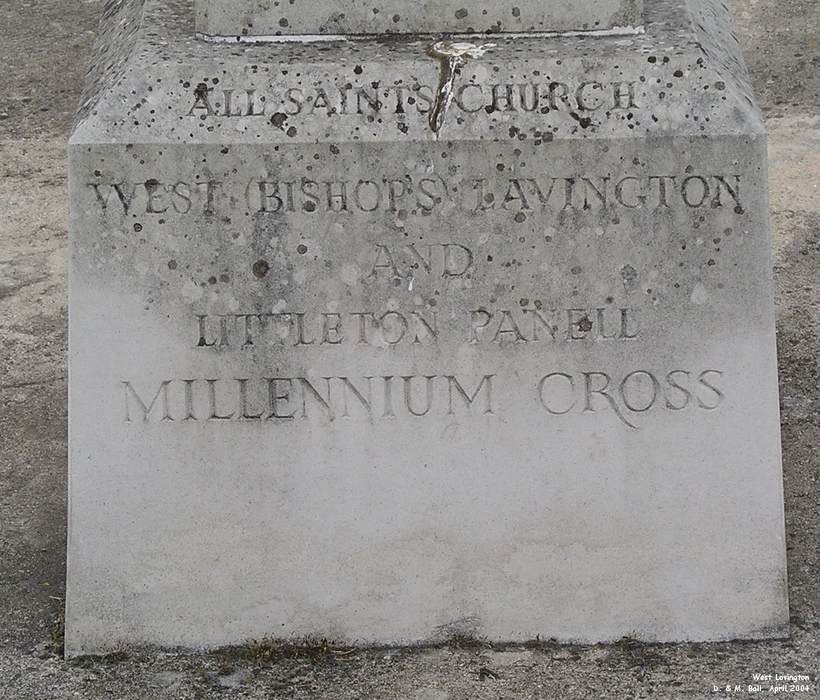 ALL SAINTS CHURCH
WEST (BISHOPS) LAVINGTON
AND
LITTLETON PANELL
MILLENNIUM CROSS
West Lavington
D. & M. Ball April 2004